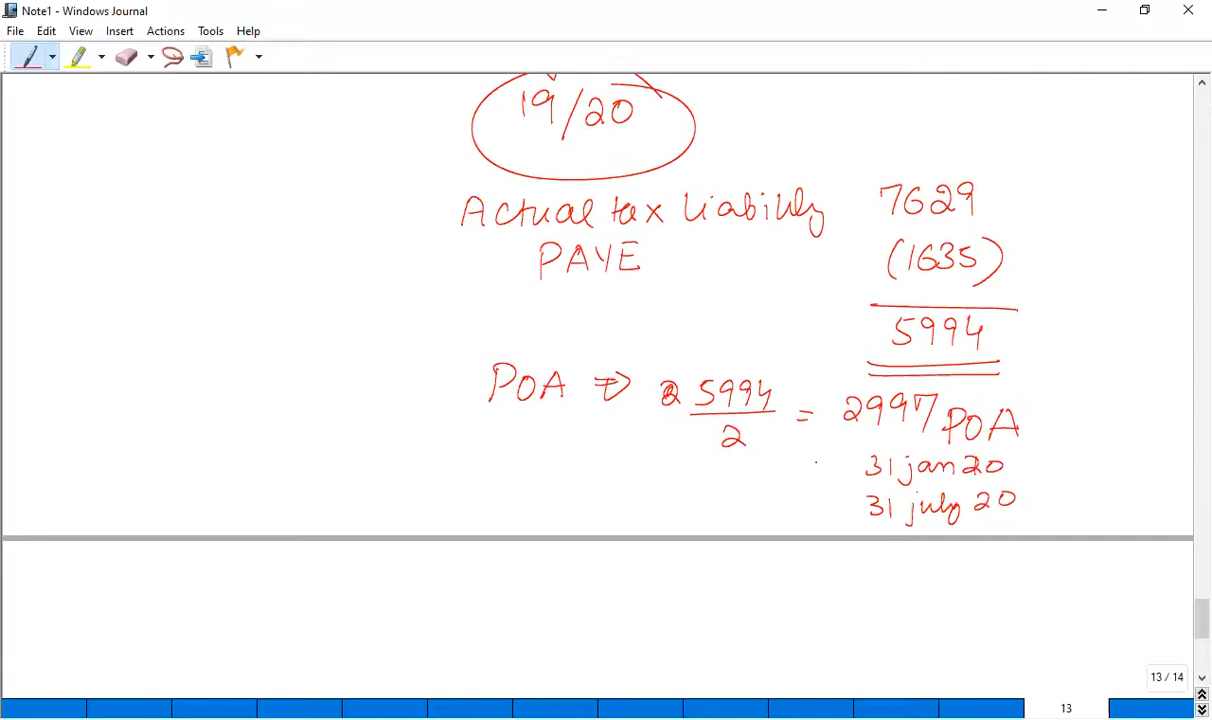 Note1 - Windows Journal
File Edit View Insert Actions Tools Help
19/20
Actual tax liability 7629
PAYE (1635)
5994
POA ⇒ 5994/2 = 2997 POA
31 jan 20
31 july 20
13 / 14
13